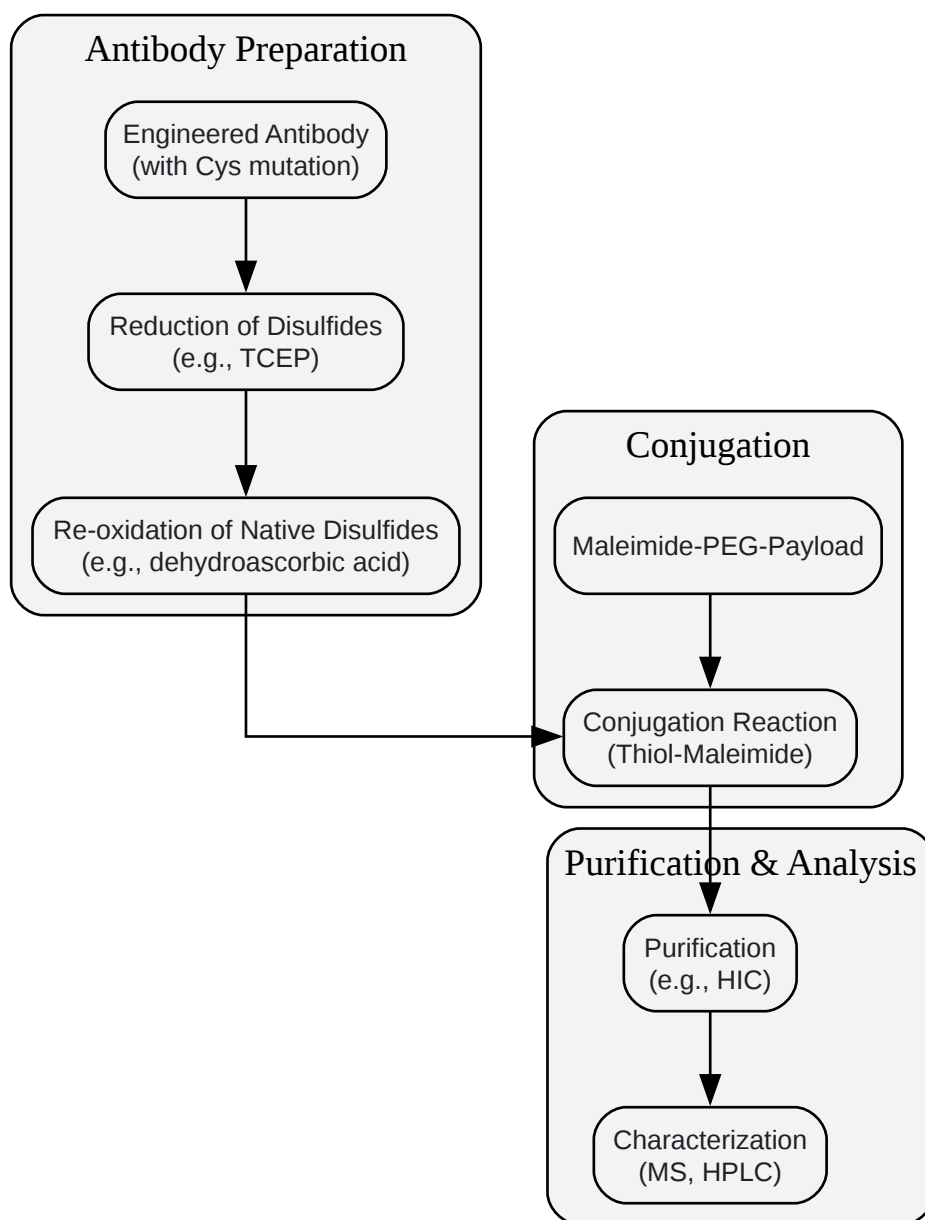 Antibody Preparation
Engineered Antibody
(with Cys mutation)
Reduction of Disulfides
(e.g., TCEP)
Re-oxidation of Native Disulfides
(e.g., dehydroascorbic acid)
Conjugation
Maleimide-PEG-Payload
Conjugation Reaction
(Thiol-Maleimide)
Purification & Analysis
Purification
(e.g., HIC)
Characterization
(MS, HPLC)